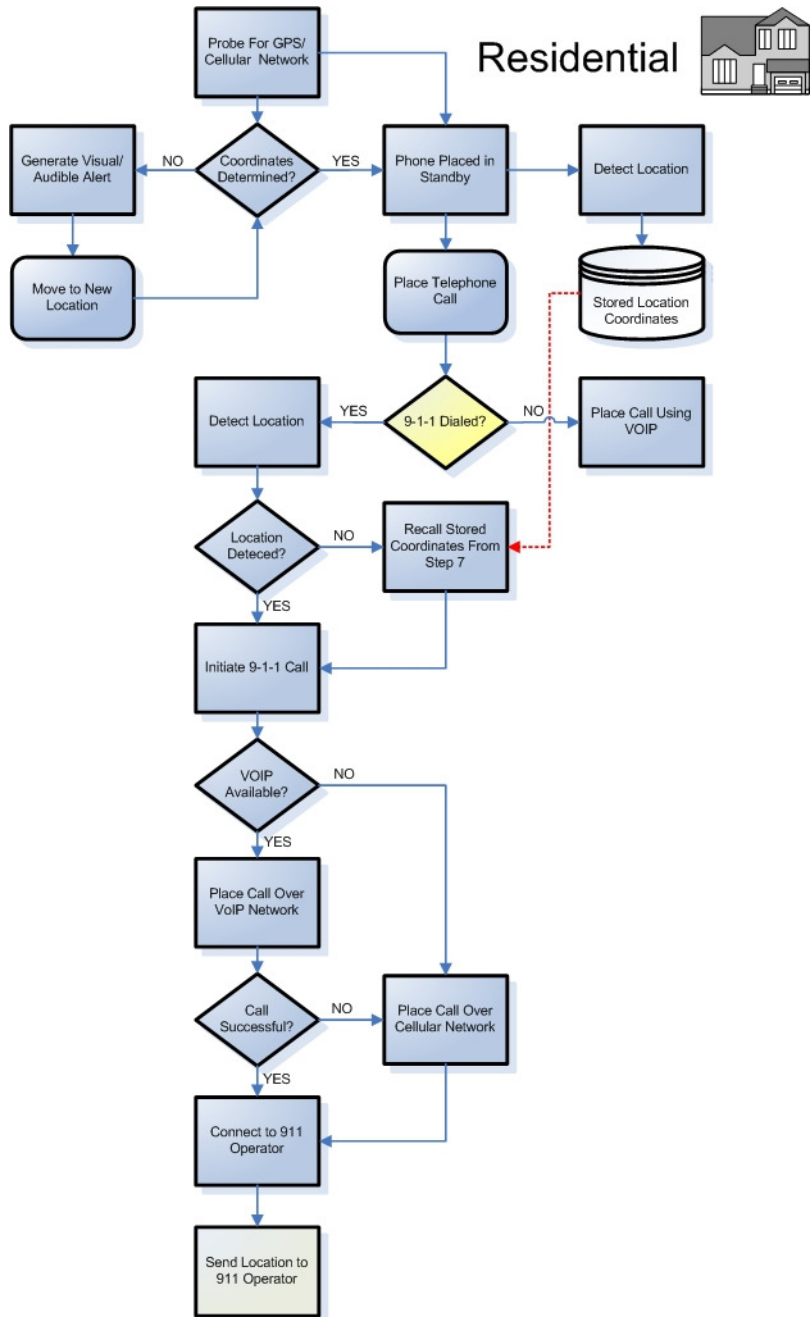 Residential
Probe For GPS/
Cellular Network
Generate Visual/
Audible Alert
NO
Coordinates
Determined?
YES
Phone Placed in
Standby
Detect Location
Move to New
Location
Place Telephone
Call
Stored Location
Coordinates
Detect Location
YES
9-1-1 Dialed?
NO
Place Call Using
VOIP
Location
Deteced?
NO
Recall Stored
Coordinates From
Step 7
YES
Initiate 9-1-1 Call
VOIP
Available?
NO
YES
Place Call Over
VoIP Network
Call
Successful?
NO
Place Call Over
Cellular Network
YES
Connect to 911
Operator
Send Location to
911 Operator